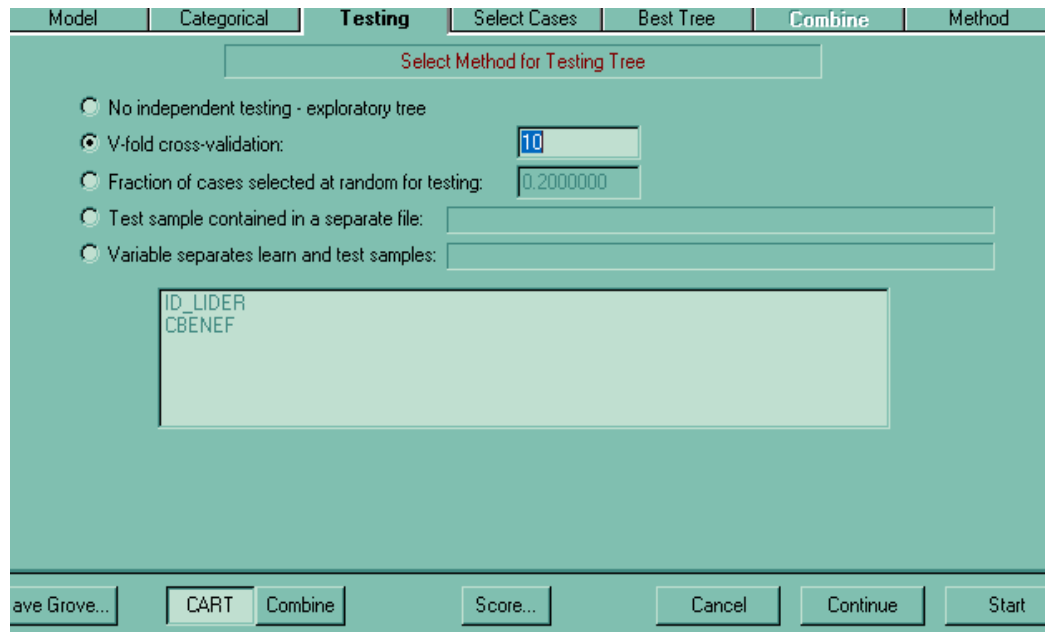 Model Categorical Testing Select Cases Best Tree Combine Method
Select Method for Testing Tree
No independent testing - exploratory tree
V-fold cross-validation: 10
Fraction of cases selected at random for testing: 0.2000000
Test sample contained in a separate file:
Variable separates learn and test samples:
ID_LIDER
CBENEF
ave Grove... CART Combine Score... Cancel Continue Start